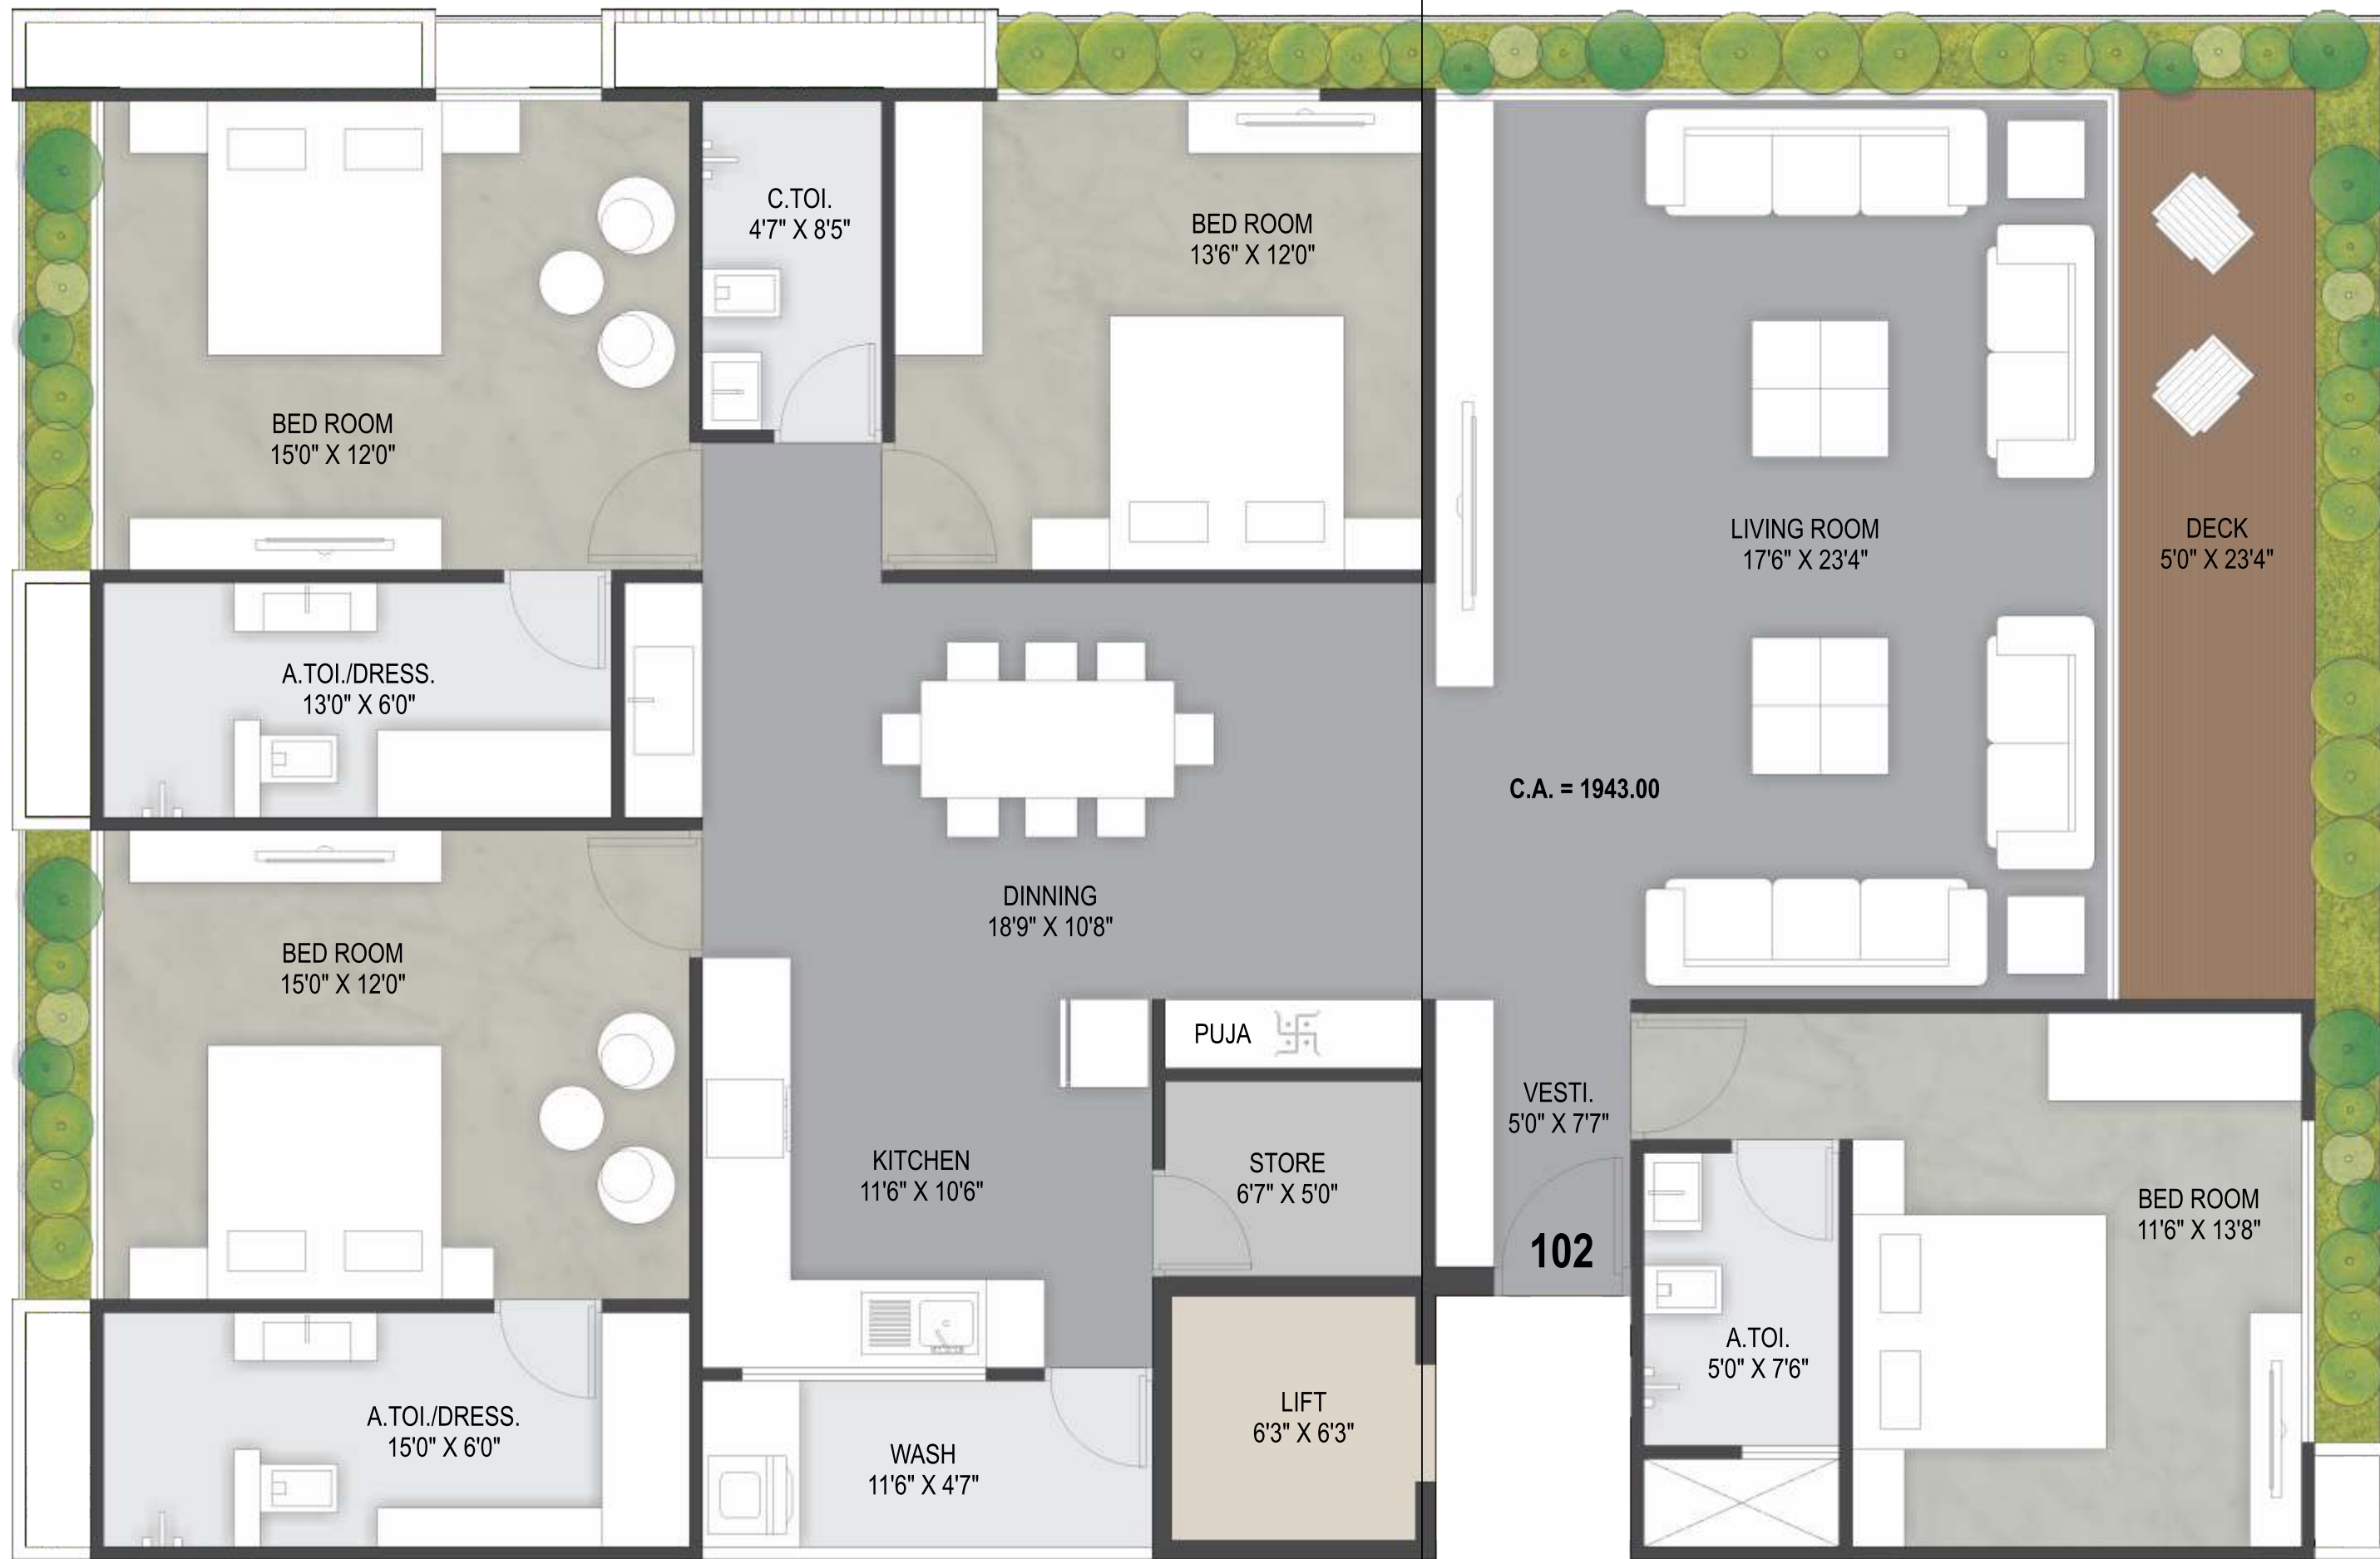 C.TOI.
4'7" X 8'5"
BED ROOM
13'6" X 12'0"
BED ROOM
15'0" X 12'0"
LIVING ROOM
17'6" X 23'4"
DECK
5'0" X 23'4"
A.TOI./DRESS.
13'0" X 6'0"
C.A. = 1943.00
DINNING
18'9" X 10'8"
BED ROOM
15'0" X 12'0"
PUJA
VESTI.
5'0" X 7'7"
KITCHEN
11'6" X 10'6"
STORE
6'7" X 5'0"
BED ROOM
11'6" X 13'8"
102
A.TOI.
5'0" X 7'6"
LIFT
6'3" X 6'3"
A.TOI./DRESS.
15'0" X 6'0"
WASH
11'6" X 4'7"